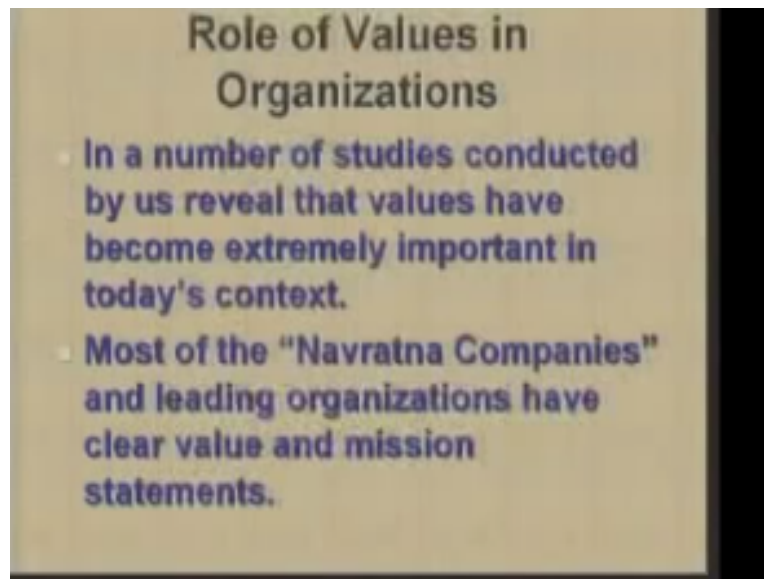 Role of Values in
Organizations
In a number of studies conducted
by us reveal that values have
become extremely important in
today's context.
Most of the “Navratna Companies”
and leading organizations have
clear value and mission
statements.